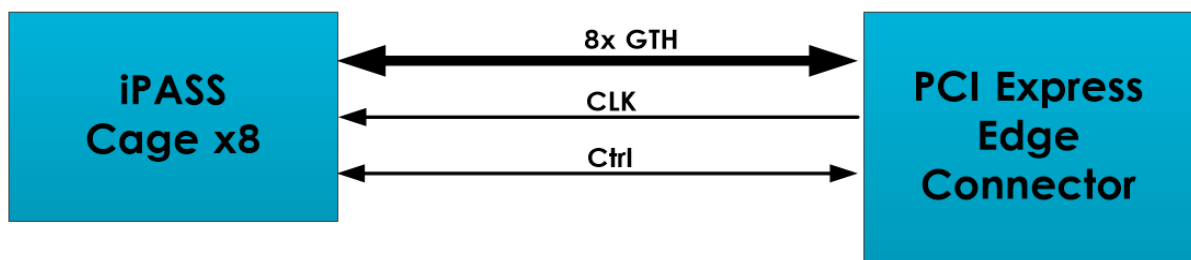 iPASS
Cage x8
8x GTH
CLK
Ctrl
PCI Express
Edge
Connector